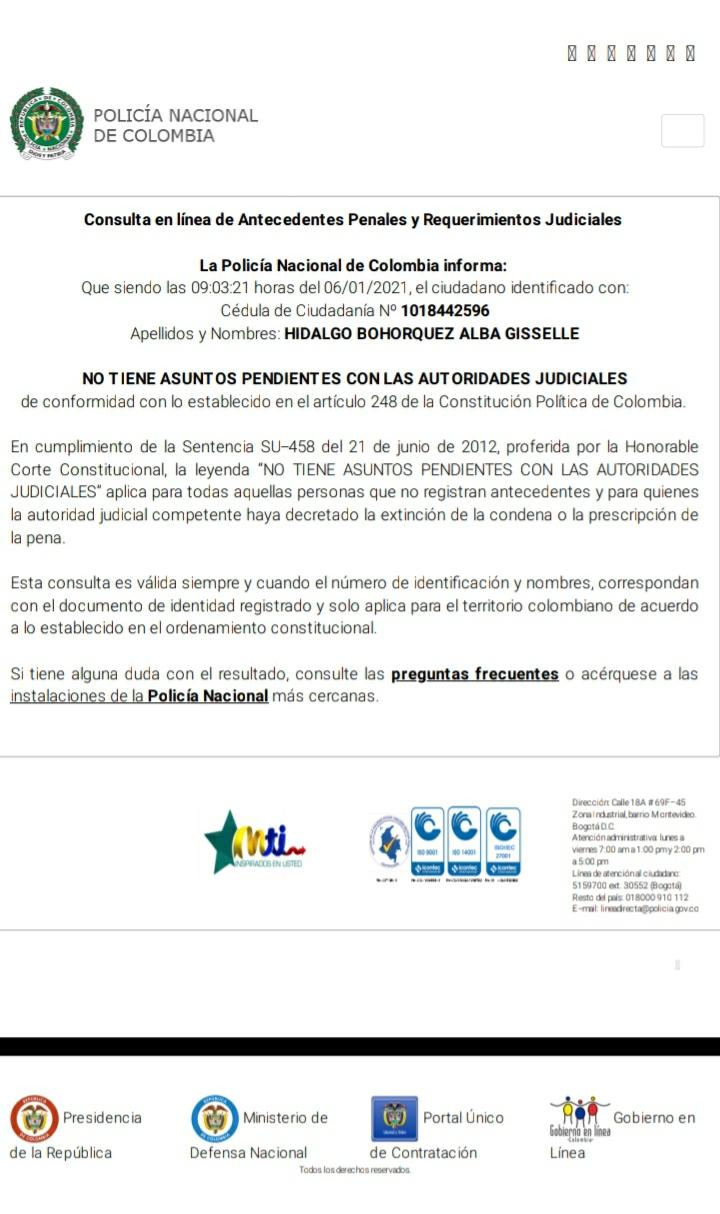 POLICÍA NACIONAL
DE COLOMBIA
Consulta en línea de Antecedentes Penales y Requerimientos Judiciales
La Policía Nacional de Colombia informa:
Que siendo las 09:03:21 horas del 06/01/2021, el ciudadano identificado con:
Cédula de Ciudadanía Nº 1018442596
Apellidos y Nombres: HIDALGO BOHORQUEZ ALBA GISSELLE
NO TIENE ASUNTOS PENDIENTES CON LAS AUTORIDADES JUDICIALES
de conformidad con lo establecido en el artículo 248 de la Constitución Política de Colombia.
En cumplimiento de la Sentencia SU-458 del 21 de junio de 2012, proferida por la Honorable
Corte Constitucional, la leyenda "NO TIENE ASUNTOS PENDIENTES CON LAS AUTORIDADES
JUDICIALES" aplica para todas aquellas personas que no registran antecedentes y para quienes
la autoridad judicial competente haya decretado la extinción de la condena o la prescripción de
la pena.
Esta consulta es válida siempre y cuando el número de identificación y nombres, correspondan
con el documento de identidad registrado y solo aplica para el territorio colombiano de acuerdo
a lo establecido en el ordenamiento constitucional.
Si tiene alguna duda con el resultado, consulte las preguntas frecuentes o acérquese a las
instalaciones de la Policía Nacional más cercanas.
INSPIRADOS EN USTED
ISO 9001
ISO 14001
ISO/IEC
27001
icontec
icontec
icontec
Dirección: Calle 18A # 69F-45
Zona Industrial, barrio Montevideo.
Bogotá D.C.
Atención administrativa: lunes a
viernes 7:00 am a 1:00 pm y 2:00 pm
a 5:00 pm
Línea de atención al ciudadano:
5159700 ext. 30552 (Bogotá)
Resto del país: 018000 910 112
E-mail: lineadirecta@policia.gov.co
Presidencia
de la República
Ministerio de
Defensa Nacional
Portal Único
de Contratación
Gobierno en línea
Colombia
Gobierno en
Línea
Todos los derechos reservados.